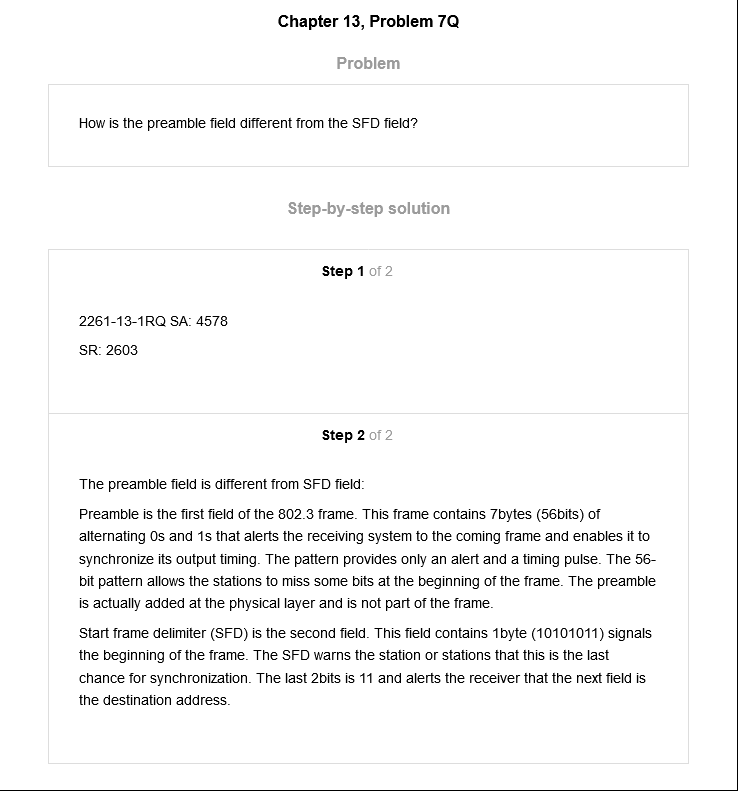 Chapter 13, Problem 7Q
Problem
How is the preamble field different from the SFD field?
Step-by-step solution
Step 1 of 2
2261-13-1RQ SA: 4578
SR: 2603
Step 2 of 2
The preamble field is different from SFD field:
Preamble is the first field of the 802.3 frame. This frame contains 7bytes (56bits) of
alternating 0s and 1s that alerts the receiving system to the coming frame and enables it to
synchronize its output timing. The pattern provides only an alert and a timing pulse. The 56-
bit pattern allows the stations to miss some bits at the beginning of the frame. The preamble
is actually added at the physical layer and is not part of the frame.
Start frame delimiter (SFD) is the second field. This field contains 1byte (10101011) signals
the beginning of the frame. The SFD warns the station or stations that this is the last
chance for synchronization. The last 2bits is 11 and alerts the receiver that the next field is
the destination address.